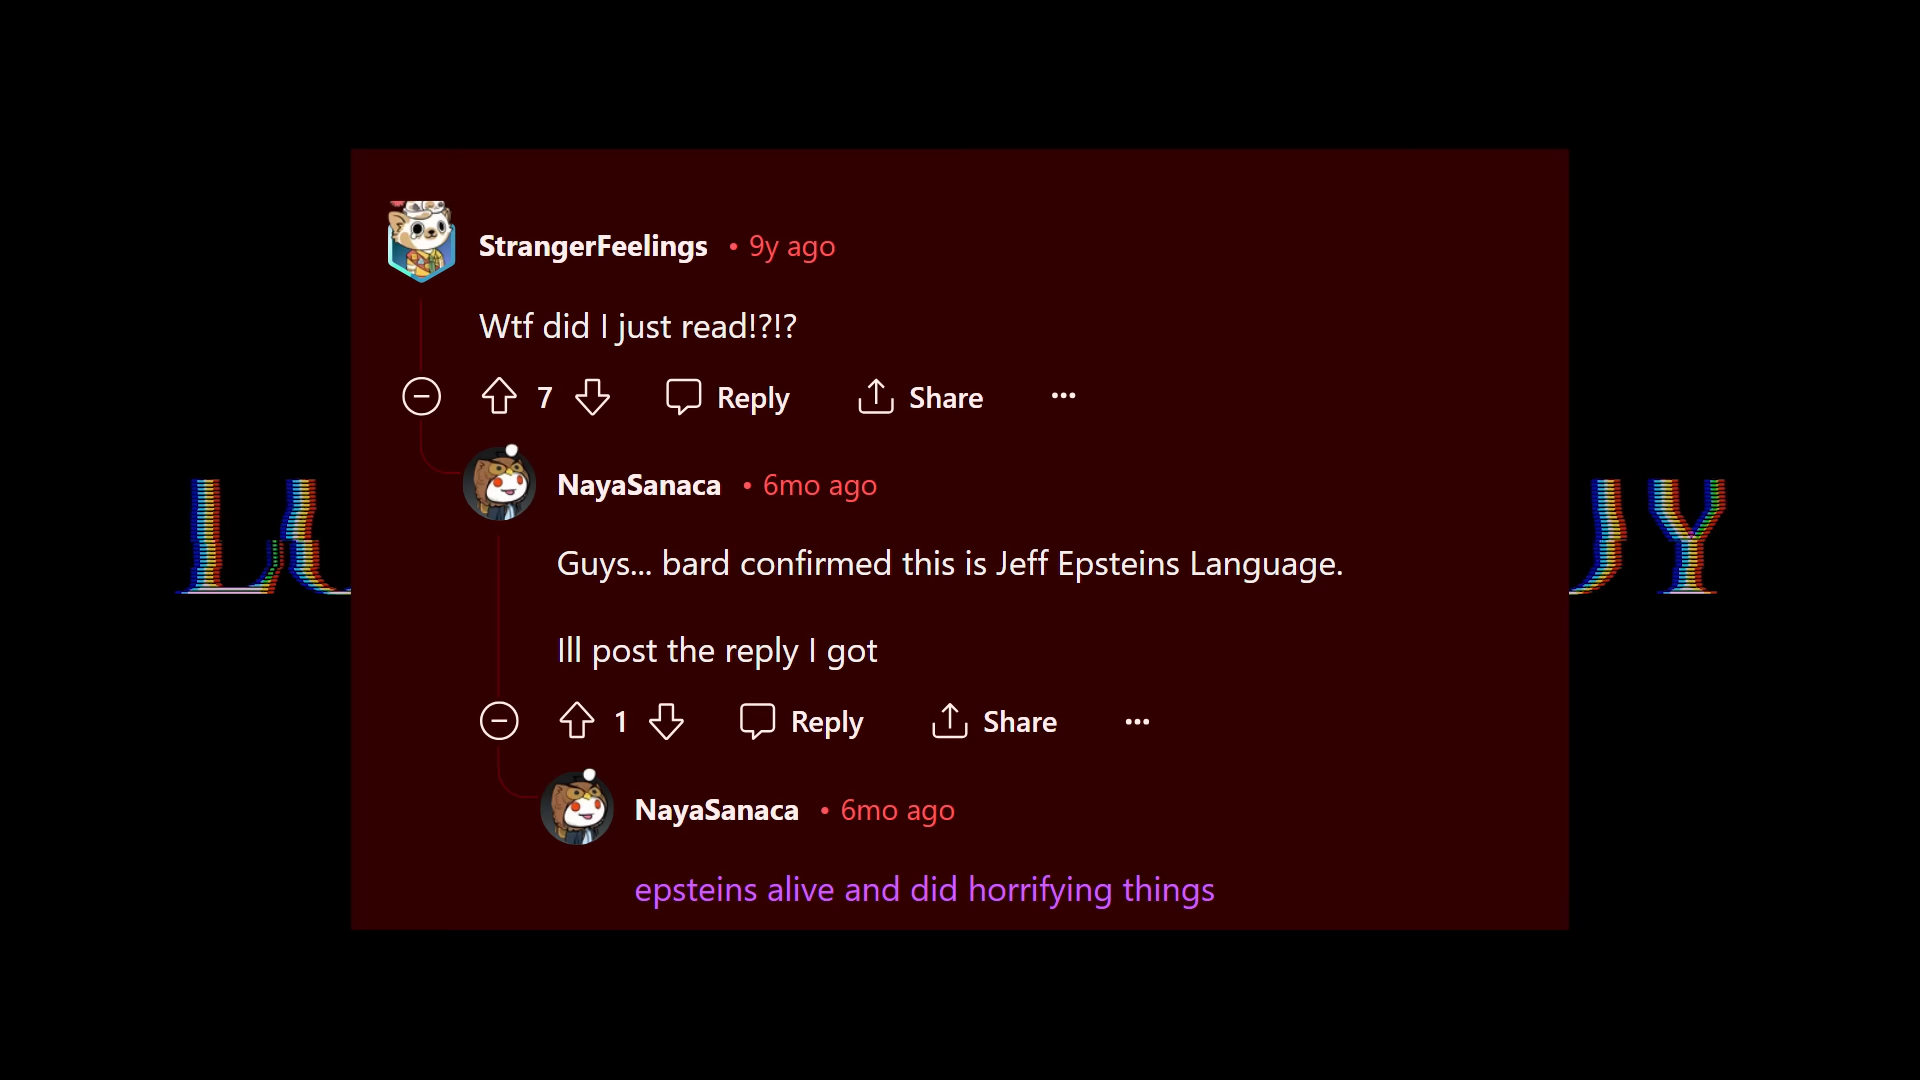 StrangerFeelings • 9y ago
Wtf did I just read!?!?
7 Reply Share ...
NayaSanaca • 6mo ago
Guys... bard confirmed this is Jeff Epsteins Language.
Ill post the reply I got
1 Reply Share ...
NayaSanaca • 6mo ago
epsteins alive and did horrifying things